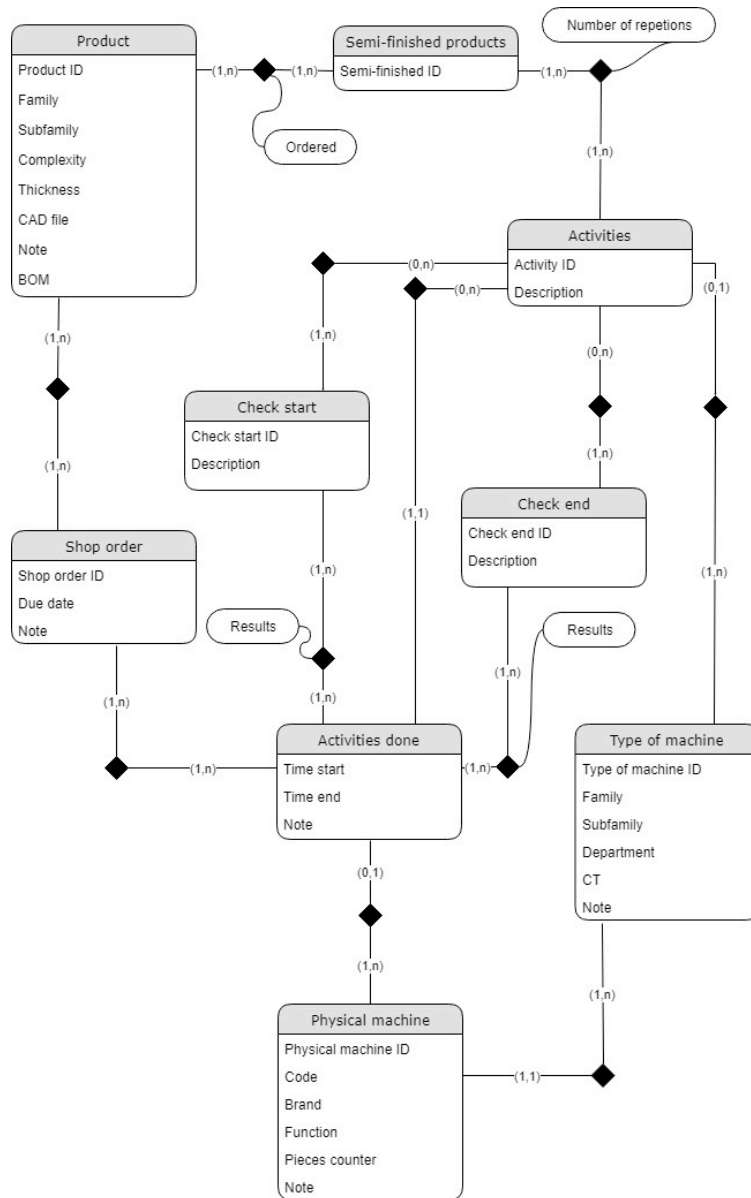 Product
Product ID
Family
Subfamily
Complexity
Thickness
CAD file
Note
BOM
(1,n)
(1,n)
Ordered
Semi-finished products
Semi-finished ID
(1,n)
Number of repetions
(1,n)
Activities
Activity ID
Description
(0,n)
(0,n)
(0,1)
(1,n)
(0,n)
(1,n)
(1,n)
Check start
Check start ID
Description
(1,n)
(1,1)
(1,n)
Check end
Check end ID
Description
(1,n)
Shop order
Shop order ID
Due date
Note
(1,n)
Results
Results
(1,n)
(1,n)
(1,n)
(1,n)
Activities done
Time start
Time end
Note
(1,n)
(1,n)
Type of machine
Type of machine ID
Family
Subfamily
Department
CT
Note
(0,1)
(1,n)
(1,n)
Physical machine
Physical machine ID
Code
Brand
Function
Pieces counter
Note
(1,1)